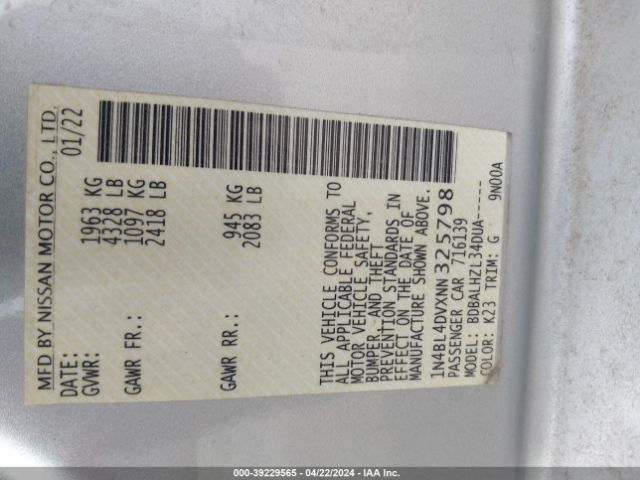 MFD BY NISSAN MOTOR CO., LTD.
DATE: 01/22
GVWR: 1963 KG
4328 LB
GAWR FR.: 1097 KG
2418 LB
GAWR RR.: 945 KG
2083 LB
THIS VEHICLE CONFORMS TO
ALL APPLICABLE FEDERAL
MOTOR VEHICLE SAFETY,
BUMPER, AND THEFT
PREVENTION STANDARDS IN
EFFECT ON THE DATE OF
MANUFACTURE SHOWN ABOVE.
1N4BL4DVXNN325798
PASSENGER CAR 716139
MODEL: BDBALHZL34DUA-----
COLOR: K23 TRIM: G 9N00A
000-39229565 - 04/22/2024 - IAA Inc.